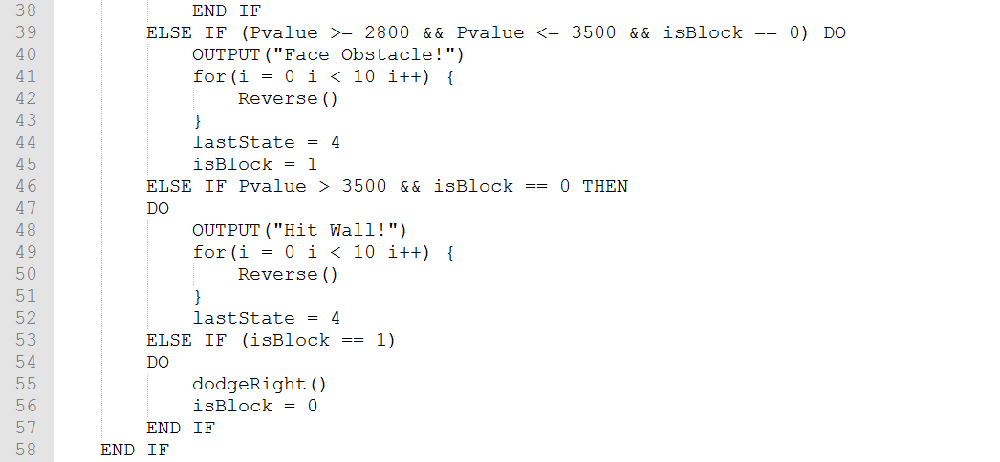 38 END IF
39 ELSE IF (Pvalue >= 2800 && Pvalue <= 3500 && isBlock == 0) DO
40 OUTPUT("Face Obstacle!")
41 for(i = 0 i < 10 i++) {
42 Reverse()
43 }
44 lastState = 4
45 isBlock = 1
46 ELSE IF Pvalue > 3500 && isBlock == 0 THEN
47 DO
48 OUTPUT("Hit Wall!")
49 for(i = 0 i < 10 i++) {
50 Reverse()
51 }
52 lastState = 4
53 ELSE IF (isBlock == 1)
54 DO
55 dodgeRight()
56 isBlock = 0
57 END IF
58 END IF